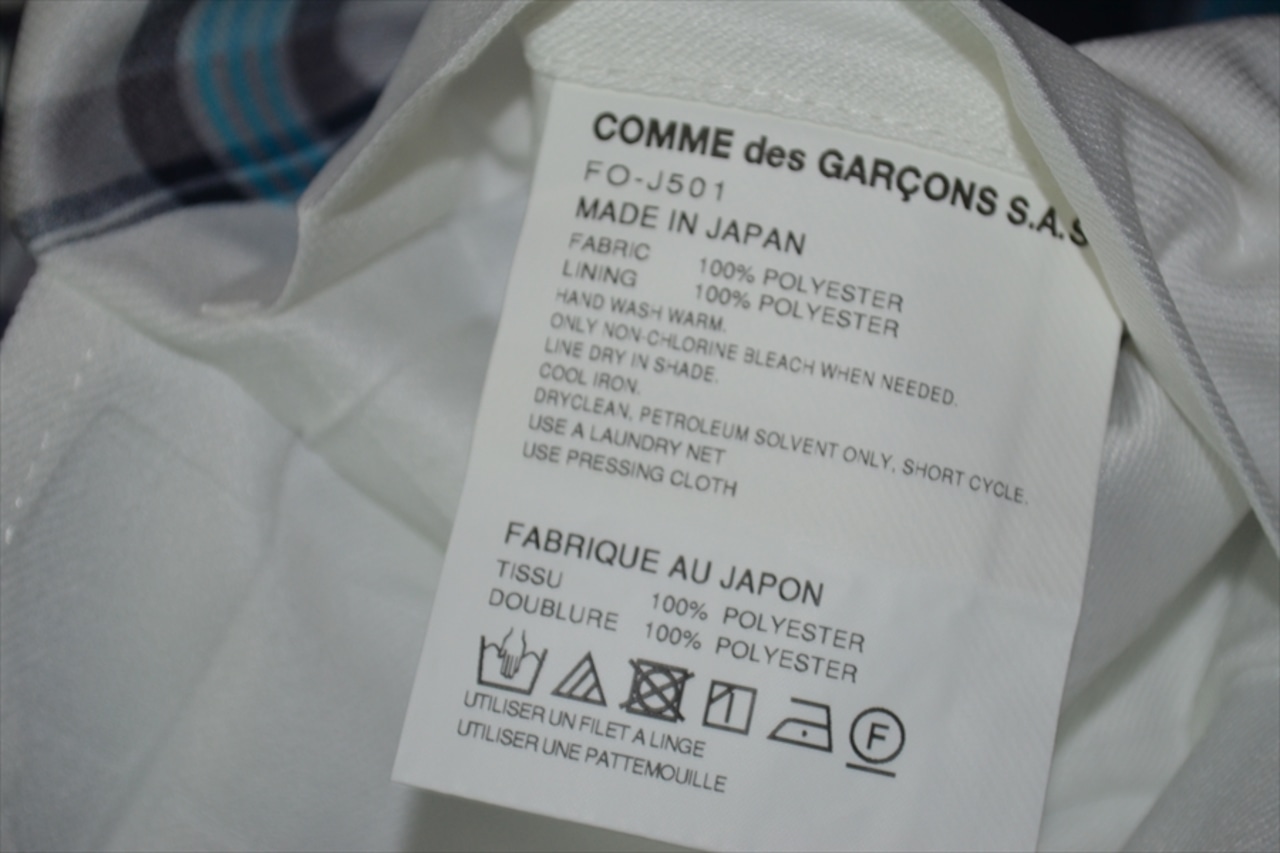 COMME des GARÇONS S.A.S
FO-J501
MADE IN JAPAN
FABRIC 100% POLYESTER
LINING 100% POLYESTER
HAND WASH WARM.
ONLY NON-CHLORINE BLEACH WHEN NEEDED.
LINE DRY IN SHADE.
COOL IRON.
DRYCLEAN, PETROLEUM SOLVENT ONLY, SHORT CYCLE.
USE A LAUNDRY NET
USE PRESSING CLOTH
FABRIQUE AU JAPON
TISSU 100% POLYESTER
DOUBLURE 100% POLYESTER
F
UTILISER UN FILET A LINGE
UTILISER UNE PATTEMOUILLE